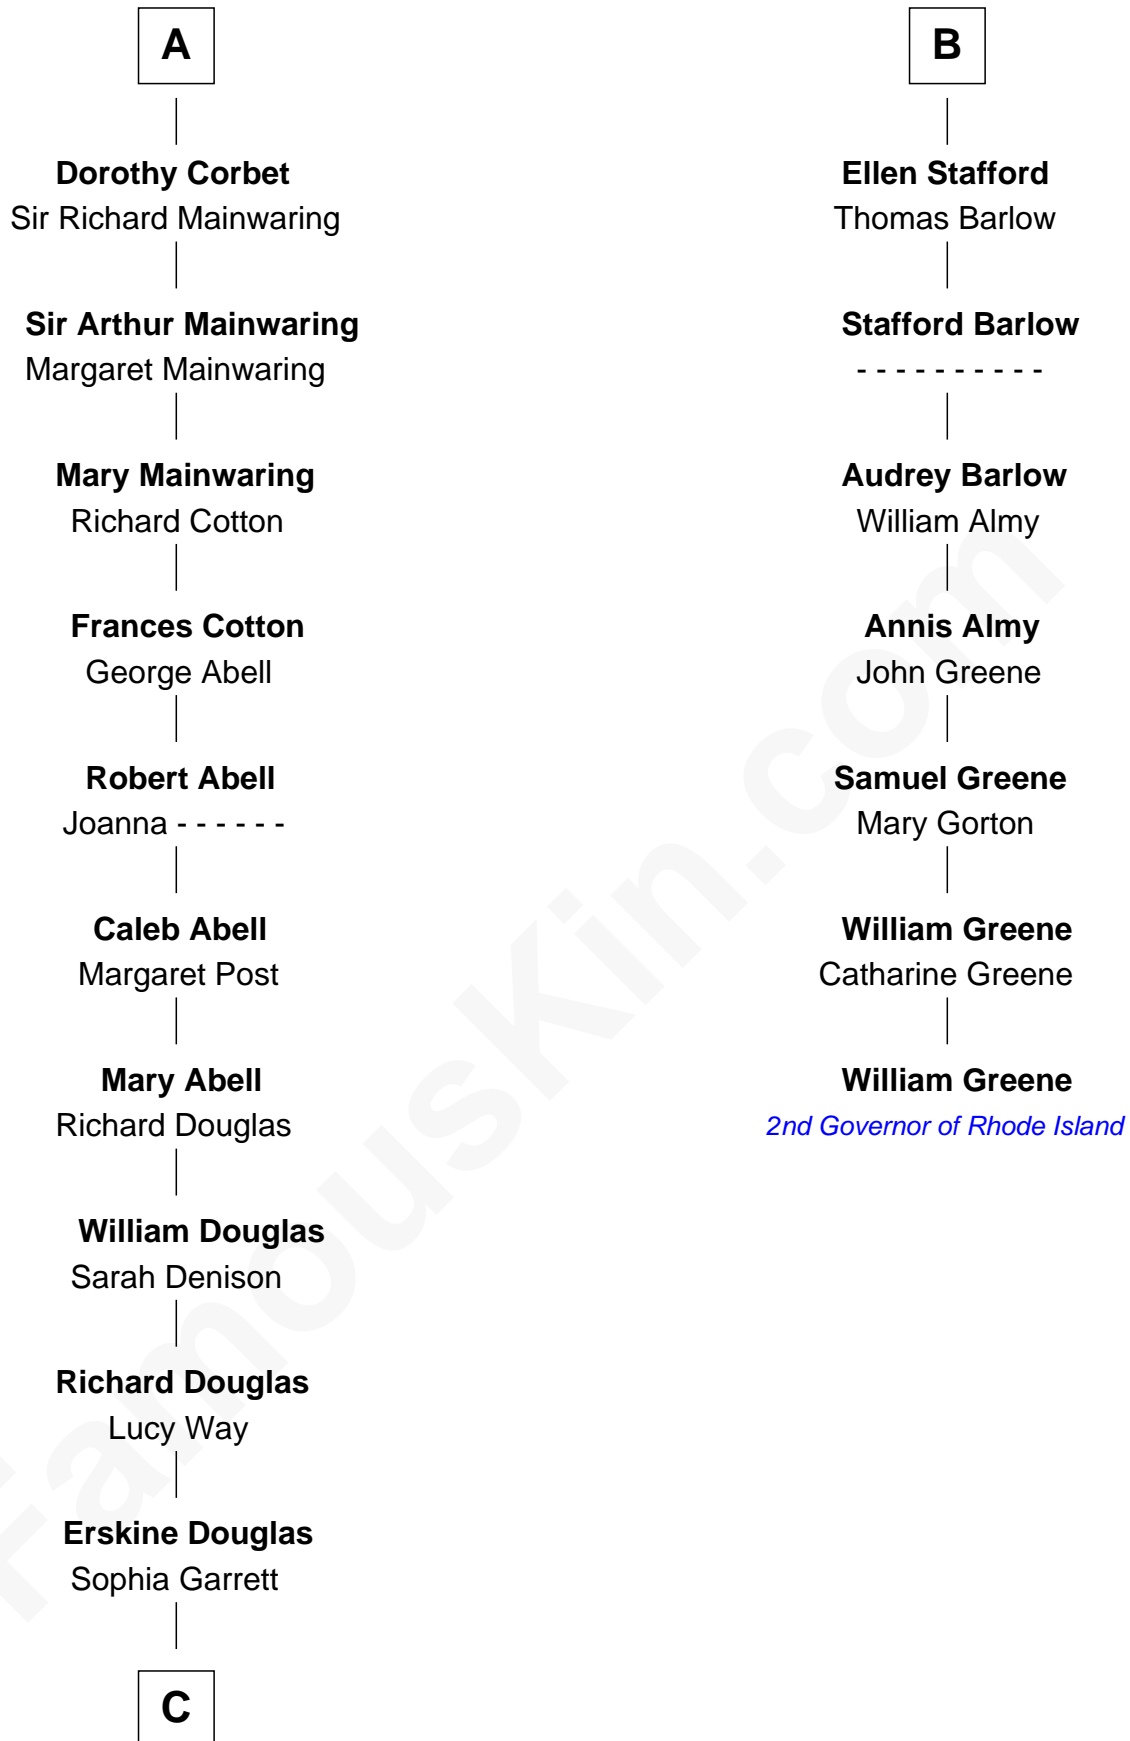 A
Dorothy Corbet
Sir Richard Mainwaring
Sir Arthur Mainwaring
Margaret Mainwaring
Mary Mainwaring
Richard Cotton
Frances Cotton
George Abell
Robert Abell
Joanna - - - - - -
Caleb Abell
Margaret Post
Mary Abell
Richard Douglas
William Douglas
Sarah Denison
Richard Douglas
Lucy Way
Erskine Douglas
Sophia Garrett
C
B
Ellen Stafford
Thomas Barlow
Stafford Barlow
- - - - - - - - - -
Audrey Barlow
William Almy
Annis Almy
John Greene
Samuel Greene
Mary Gorton
William Greene
Catharine Greene
William Greene
2nd Governor of Rhode Island
FamousKin.com